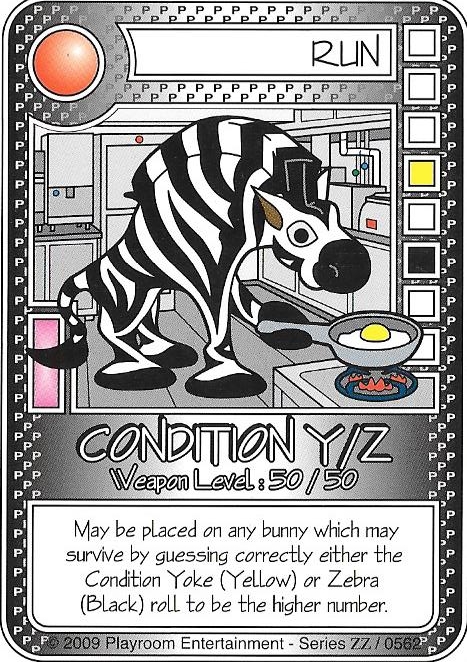 RUN
CONDITION Y/Z
Weapon Level : 50 / 50
May be placed on any bunny which may
survive by guessing correctly either the
Condition Yoke (Yellow) or Zebra
(Black) roll to be the higher number.
© 2009 Playroom Entertainment - Series ZZ / 0562